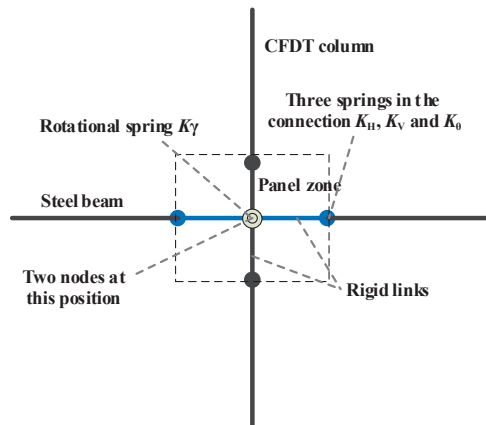 CFDT column
Three springs in the
connection KH, KV and Kθ
Rotational spring Kγ
Panel zone
Steel beam
Two nodes at
this position
Rigid links